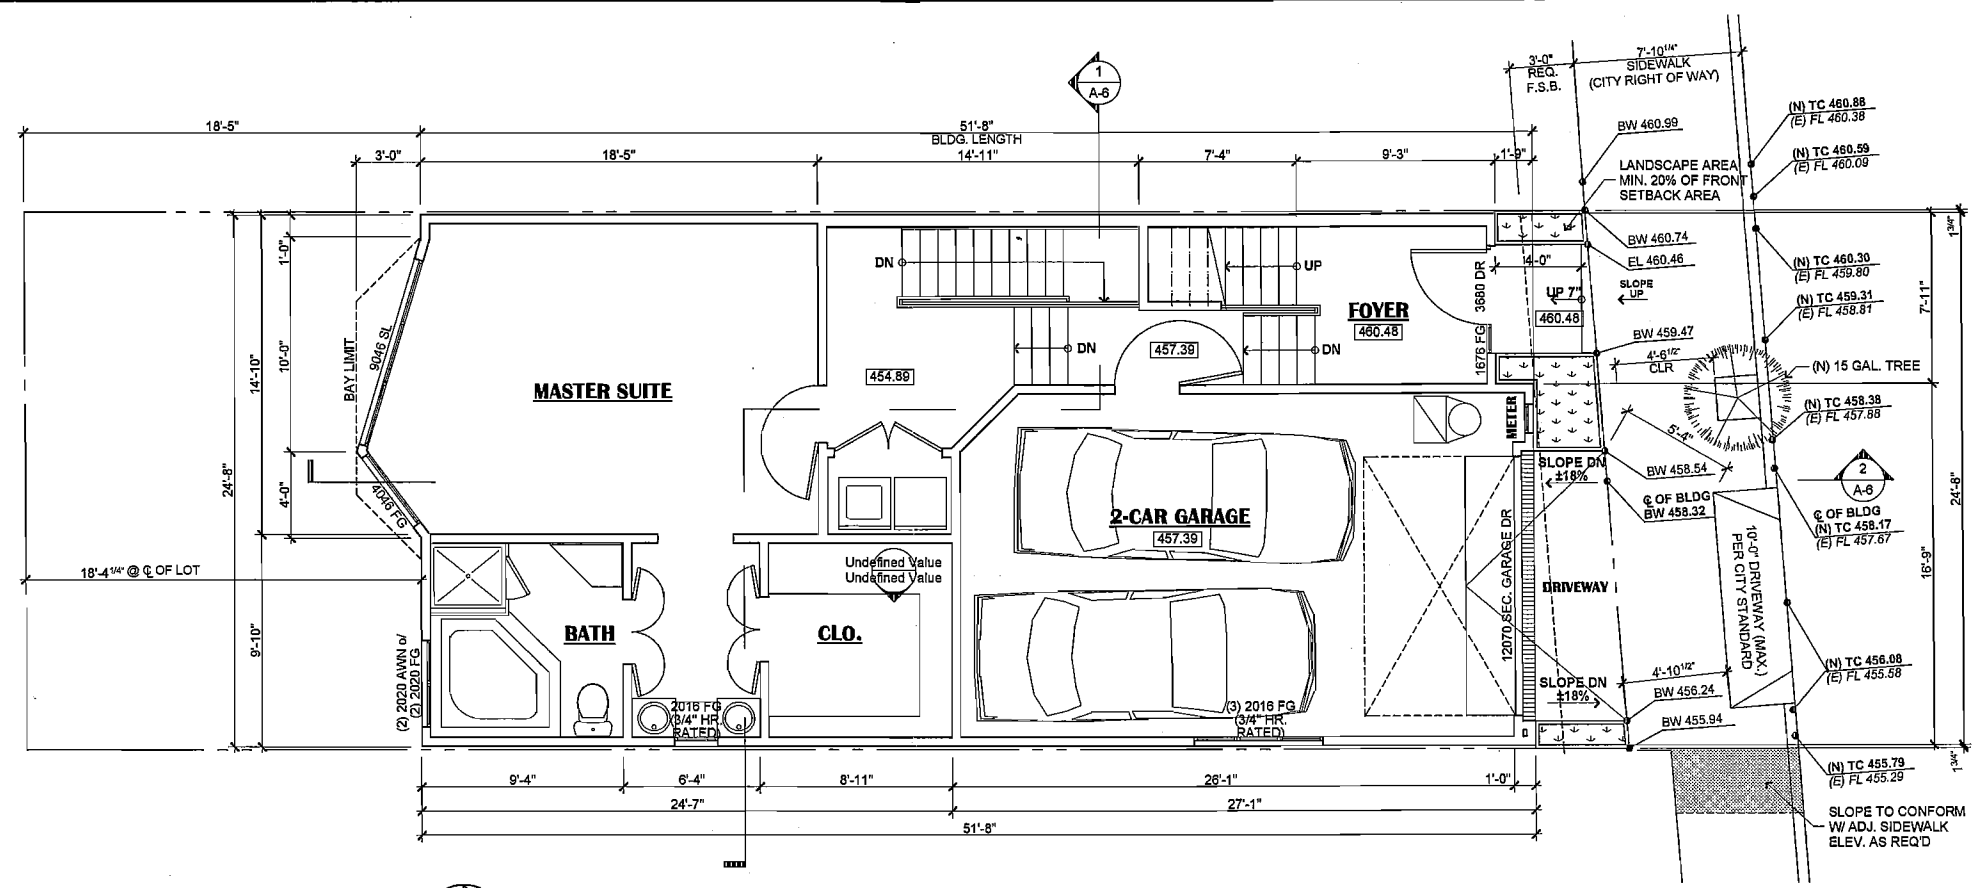 1
A-6
3'-0"
REQ.
F.S.B.
7'-10 1/4"
SIDEWALK
(CITY RIGHT OF WAY)
18'-5"
51'-8"
BLDG. LENGTH
3'-0"
18'-5"
14'-11"
7'-4"
9'-3"
1'-9"
BW 460.99
(N) TC 460.88
(E) FL 460.38
(N) TC 460.59
(E) FL 460.09
LANDSCAPE AREA
MIN. 20% OF FRONT
SETBACK AREA
BW 460.74
EL 460.46
(N) TC 460.30
(E) FL 459.80
(N) TC 459.31
(E) FL 458.81
1 3/4"
7'-11"
24'-8"
16'-9"
1 3/4"
1'-0"
10'-0"
4'-0"
14'-10"
24'-8"
9'-10"
BAY LIMIT
9046 SL
4046 FG
DN
UP
FOYER
460.48
3680 DR
1676 FG
4'-0"
UP 7"
460.48
SLOPE
UP
BW 459.47
4'-6 1/2"
CLR
(N) 15 GAL. TREE
DN
457.39
DN
454.89
MASTER SUITE
METER
(N) TC 458.38
(E) FL 457.88
5'-4"
SLOPE DN
±18%
BW 458.54
℄ OF BLDG
BW 458.32
2
A-6
℄ OF BLDG
(N) TC 458.17
(E) FL 457.67
2-CAR GARAGE
457.39
12070 SEC. GARAGE DR
DRIVEWAY
10'-0" DRIVEWAY (MAX.)
PER CITY STANDARD
18'-4 1/4" @ ℄ OF LOT
Undefined Value
Undefined Value
BATH
CLO.
(2) 2020 AWN o/
(2) 2020 FG
2016 FG
(3/4" HR.
RATED)
(3) 2016 FG
(3/4" HR.
RATED)
SLOPE DN
±18%
4'-10 1/2"
BW 456.24
BW 455.94
(N) TC 456.08
(E) FL 455.58
(N) TC 455.79
(E) FL 455.29
9'-4"
6'-4"
8'-11"
26'-1"
1'-0"
24'-7"
27'-1"
51'-8"
SLOPE TO CONFORM
W/ ADJ. SIDEWALK
ELEV. AS REQ'D